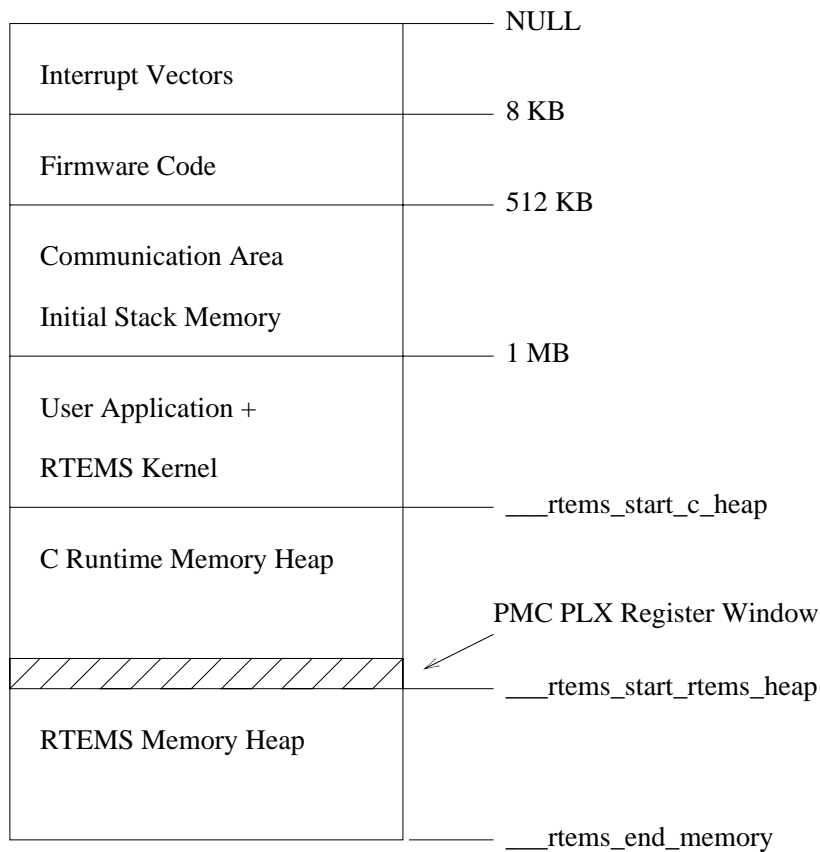 NULL
Interrupt Vectors
8 KB
Firmware Code
512 KB
Communication Area
Initial Stack Memory
1 MB
User Application +
RTEMS Kernel
___rtems_start_c_heap
C Runtime Memory Heap
PMC PLX Register Window
___rtems_start_rtems_heap
RTEMS Memory Heap
___rtems_end_memory